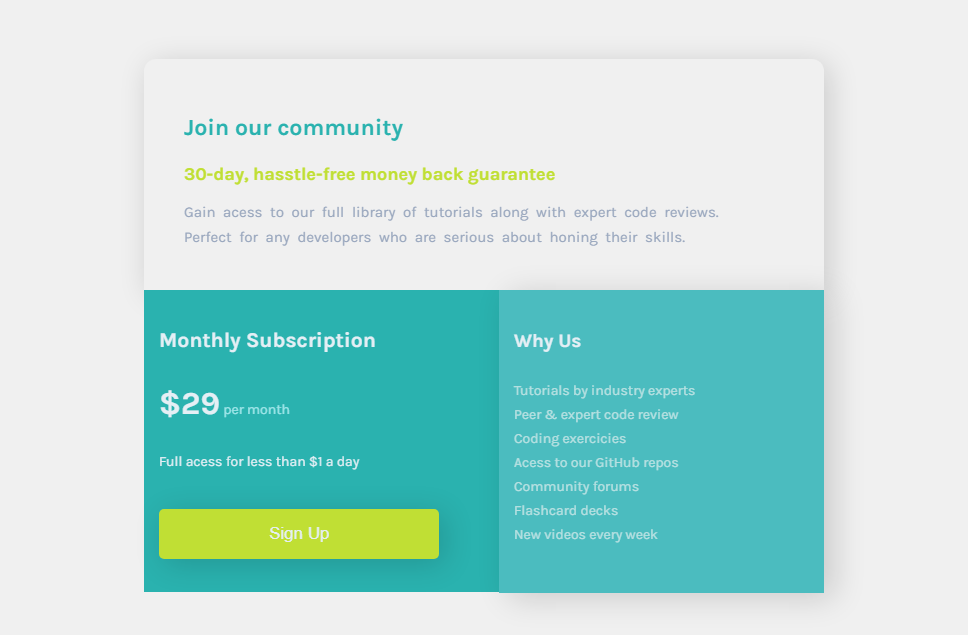 Join our community
30-day, hasstle-free money back guarantee
Gain acess to our full library of tutorials along with expert code reviews.
Perfect for any developers who are serious about honing their skills.
Monthly Subscription
$29 per month
Full acess for less than $1 a day
Sign Up
Why Us
Tutorials by industry experts
Peer & expert code review
Coding exercicies
Acess to our GitHub repos
Community forums
Flashcard decks
New videos every week